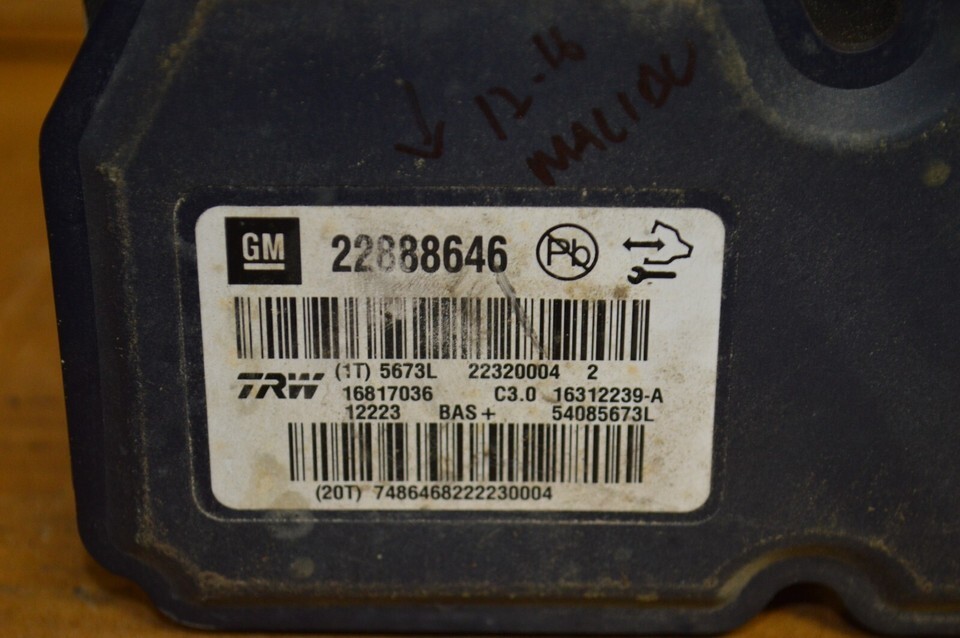 12-16
MALIBU
GM 22888646 Pb
(1T) 5673L 22320004 2
TRW 16817036 C3.0 16312239-A
12223 BAS+ 54085673L
(20T) 7486468222230004